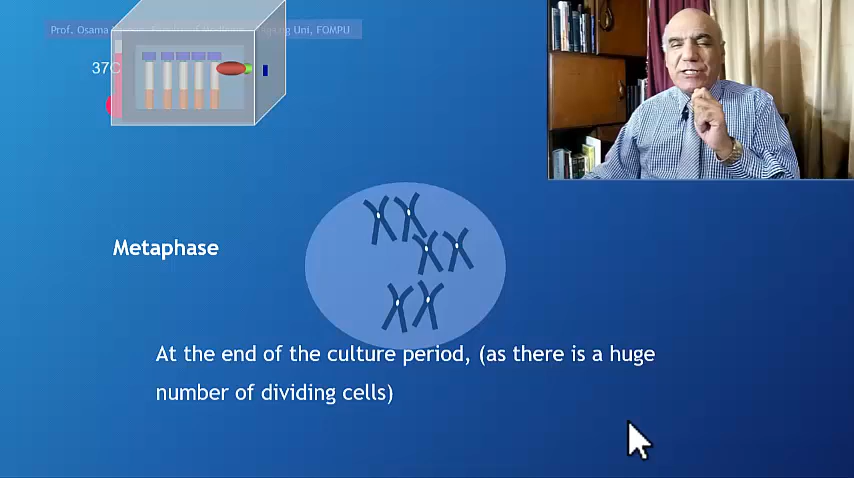 Prof. Osama Uni, FOMPU
37C
Metaphase
At the end of the culture period, (as there is a huge
number of dividing cells)